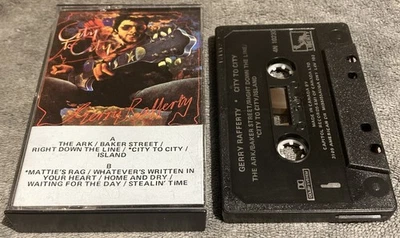 City
to City
Gerry Rafferty
A
THE ARK / BAKER STREET /
RIGHT DOWN THE LINE / *CITY TO CITY /
ISLAND
B
*MATTIE'S RAG / WHATEVER'S WRITTEN IN
YOUR HEART / HOME AND DRY /
WAITING FOR THE DAY / STEALIN' TIME
GERRY RAFFERTY * CITY TO CITY
THE ARK/BAKER STREET/RIGHT DOWN THE LINE/
*CITY TO CITY/ISLAND